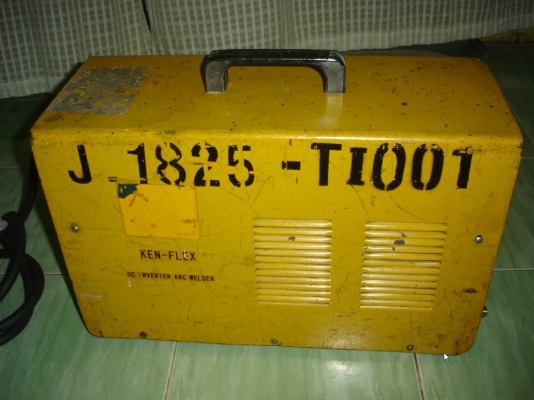 J 1825 -TI001
KEN-FLEX
DC INVERTER ARC WELDER